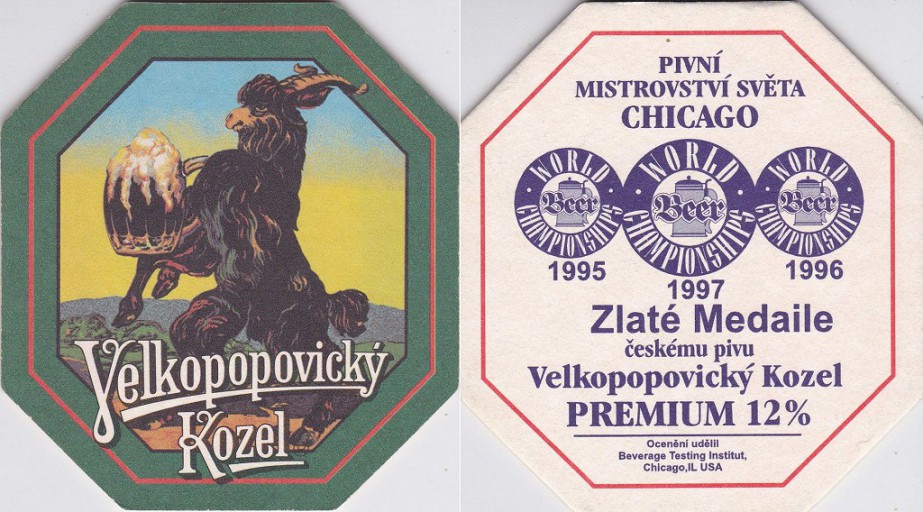 Velkopopovický
Kozel
PIVNÍ
MISTROVSTVÍ SVĚTA
CHICAGO
WORLD Beer CHAMPIONSHIPS
WORLD Beer CHAMPIONSHIPS
WORLD Beer CHAMPIONSHIPS
1995
1997
1996
Zlaté Medaile
českému pivu
Velkopopovický Kozel
PREMIUM 12%
Ocenění udělil
Beverage Testing Institut,
Chicago,IL USA